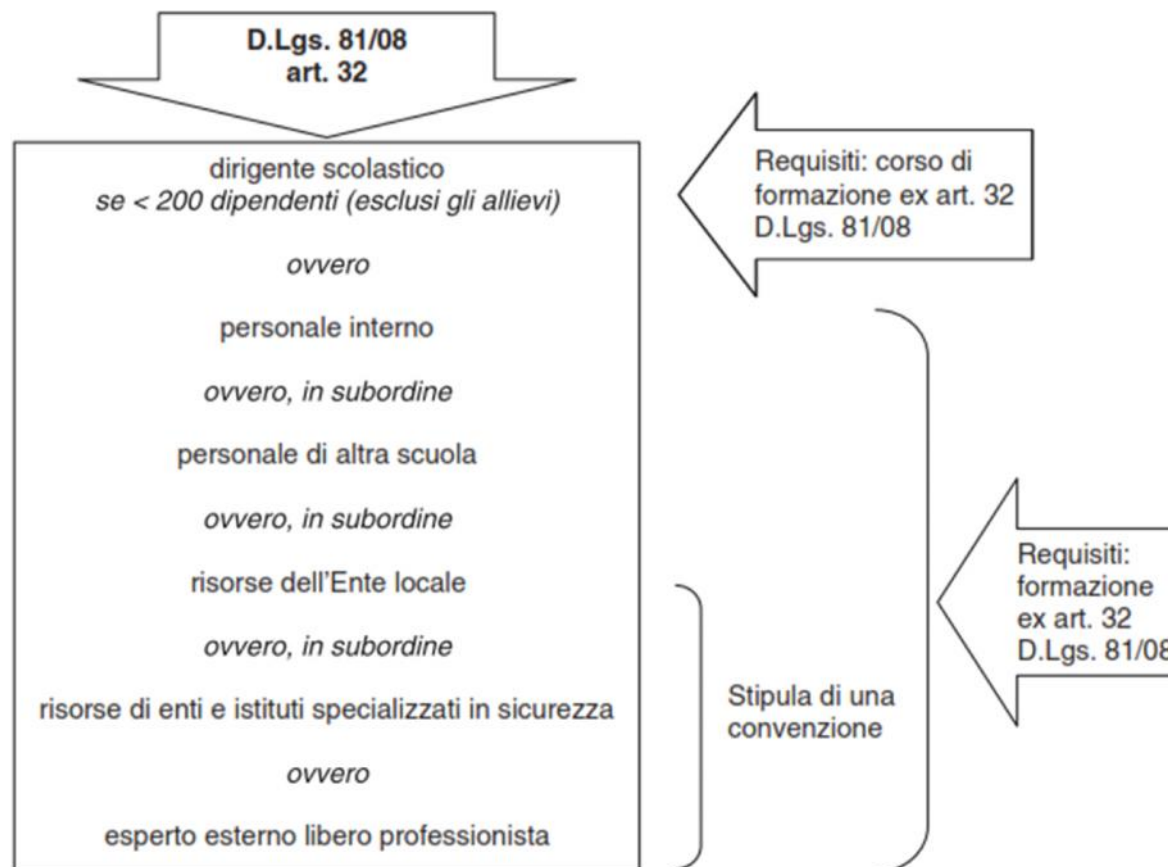 D.Lgs. 81/08
art. 32
dirigente scolastico
se < 200 dipendenti (esclusi gli allievi)
ovvero
personale interno
ovvero, in subordine
personale di altra scuola
ovvero, in subordine
risorse dell'Ente locale
ovvero, in subordine
risorse di enti e istituti specializzati in sicurezza
ovvero
esperto esterno libero professionista
Requisiti: corso di
formazione ex art. 32
D.Lgs. 81/08
Stipula di una
convenzione
Requisiti:
formazione
ex art. 32
D.Lgs. 81/08